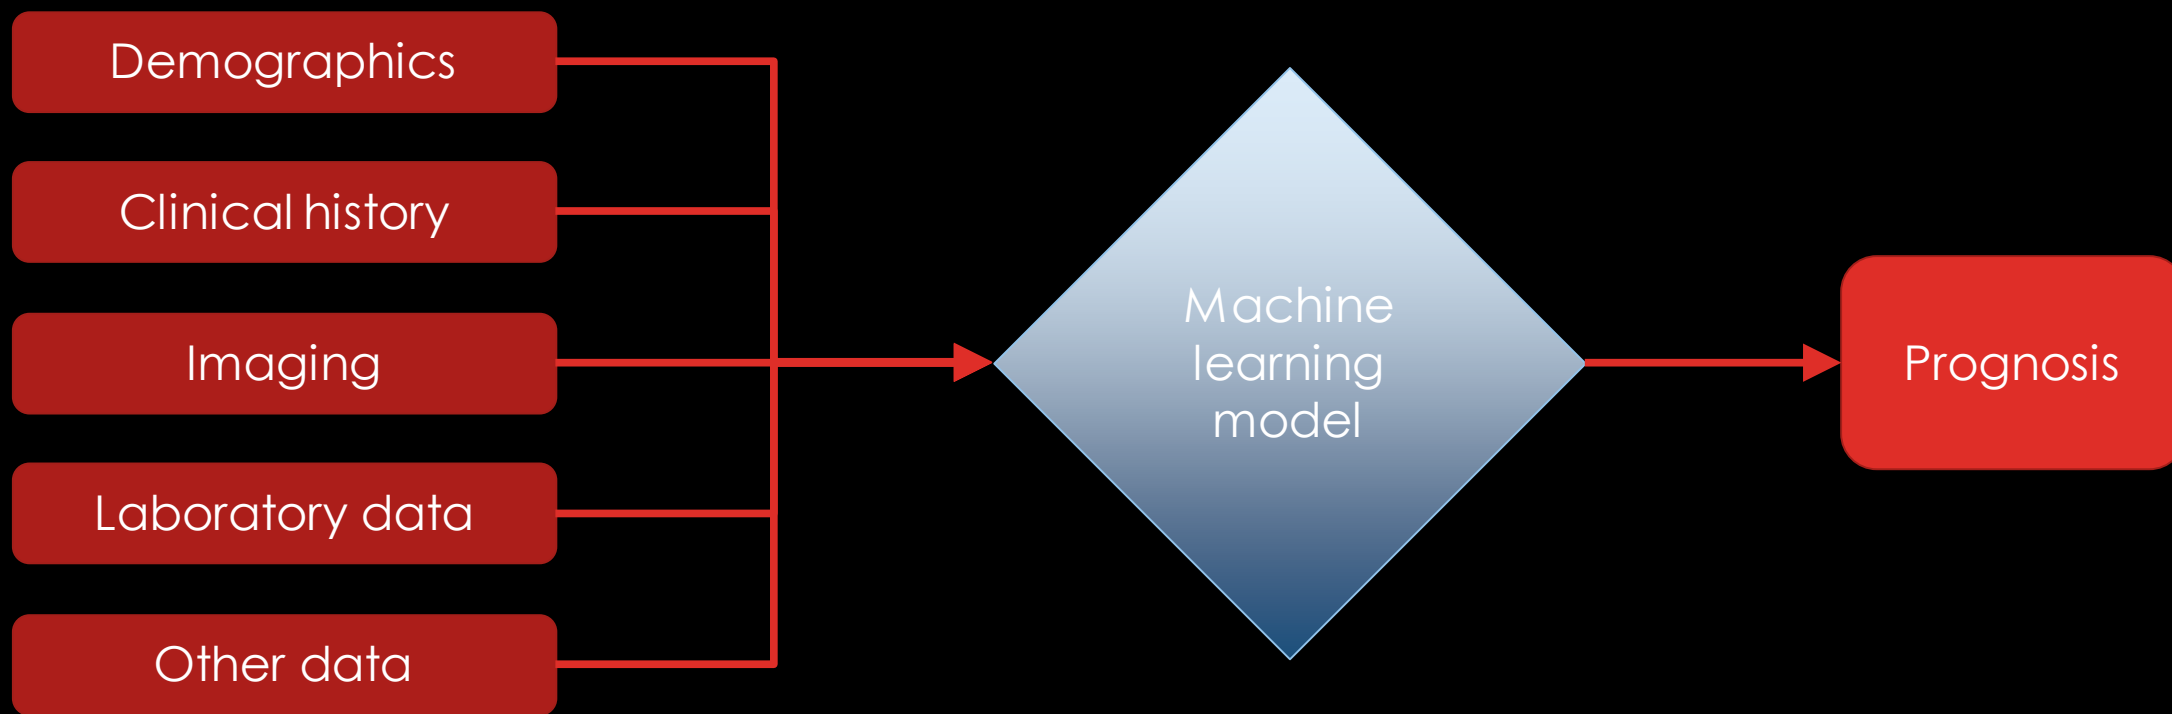 Demographics
Clinical history
Imaging
Laboratory data
Other data
Machine
learning
model
Prognosis